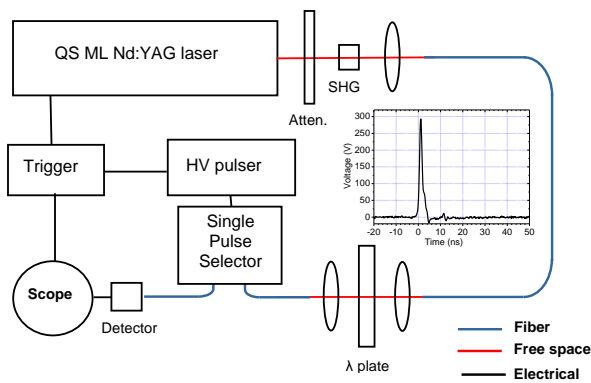 QS ML Nd:YAG laser
SHG
Atten.
Trigger
HV pulser
Single
Pulse
Selector
Scope
Detector
λ plate
Voltage (V)
300
250
200
150
100
50
0
-20 -10 0 10 20 30 40 50
Time (ns)
Fiber
Free space
Electrical